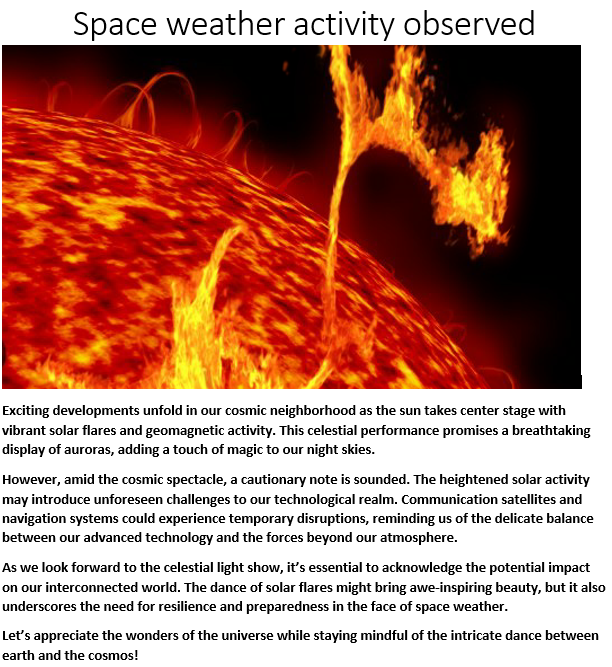 Space weather activity observed
Exciting developments unfold in our cosmic neighborhood as the sun takes center stage with
vibrant solar flares and geomagnetic activity. This celestial performance promises a breathtaking
display of auroras, adding a touch of magic to our night skies.
However, amid the cosmic spectacle, a cautionary note is sounded. The heightened solar activity
may introduce unforeseen challenges to our technological realm. Communication satellites and
navigation systems could experience temporary disruptions, reminding us of the delicate balance
between our advanced technology and the forces beyond our atmosphere.
As we look forward to the celestial light show, it’s essential to acknowledge the potential impact
on our interconnected world. The dance of solar flares might bring awe-inspiring beauty, but it also
underscores the need for resilience and preparedness in the face of space weather.
Let’s appreciate the wonders of the universe while staying mindful of the intricate dance between
earth and the cosmos!